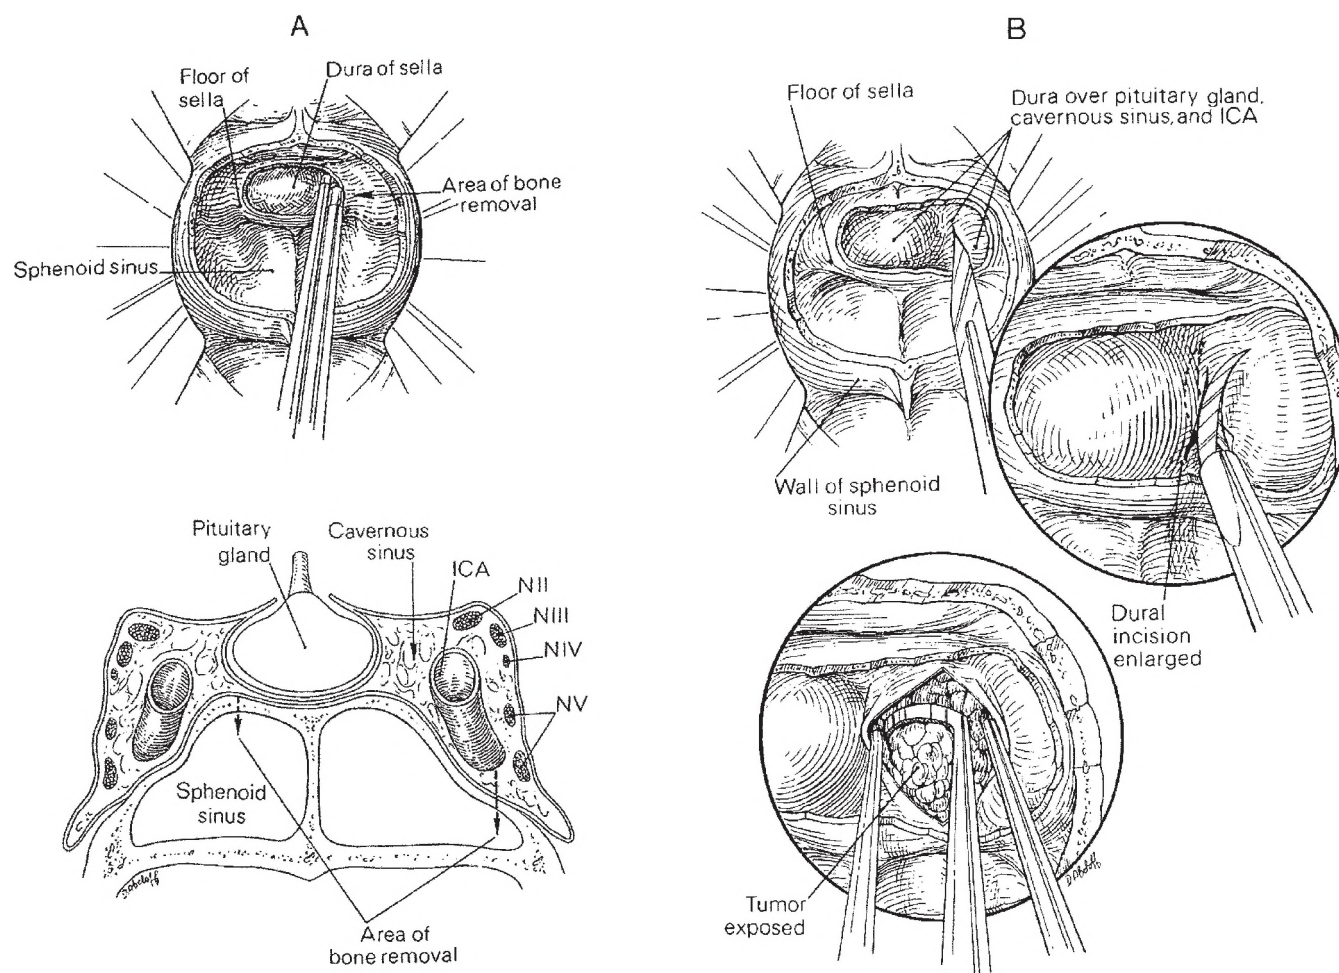 A
Floor of
sella
Dura of sella
Area of bone
removal
Sphenoid sinus
Pituitary
gland
Cavernous
sinus
ICA
NII
NIII
NIV
NV
Sphenoid
sinus
Area of
bone removal
B
Floor of sella
Dura over pituitary gland,
cavernous sinus, and ICA
Wall of sphenoid
sinus
Dural
incision
enlarged
Tumor
exposed